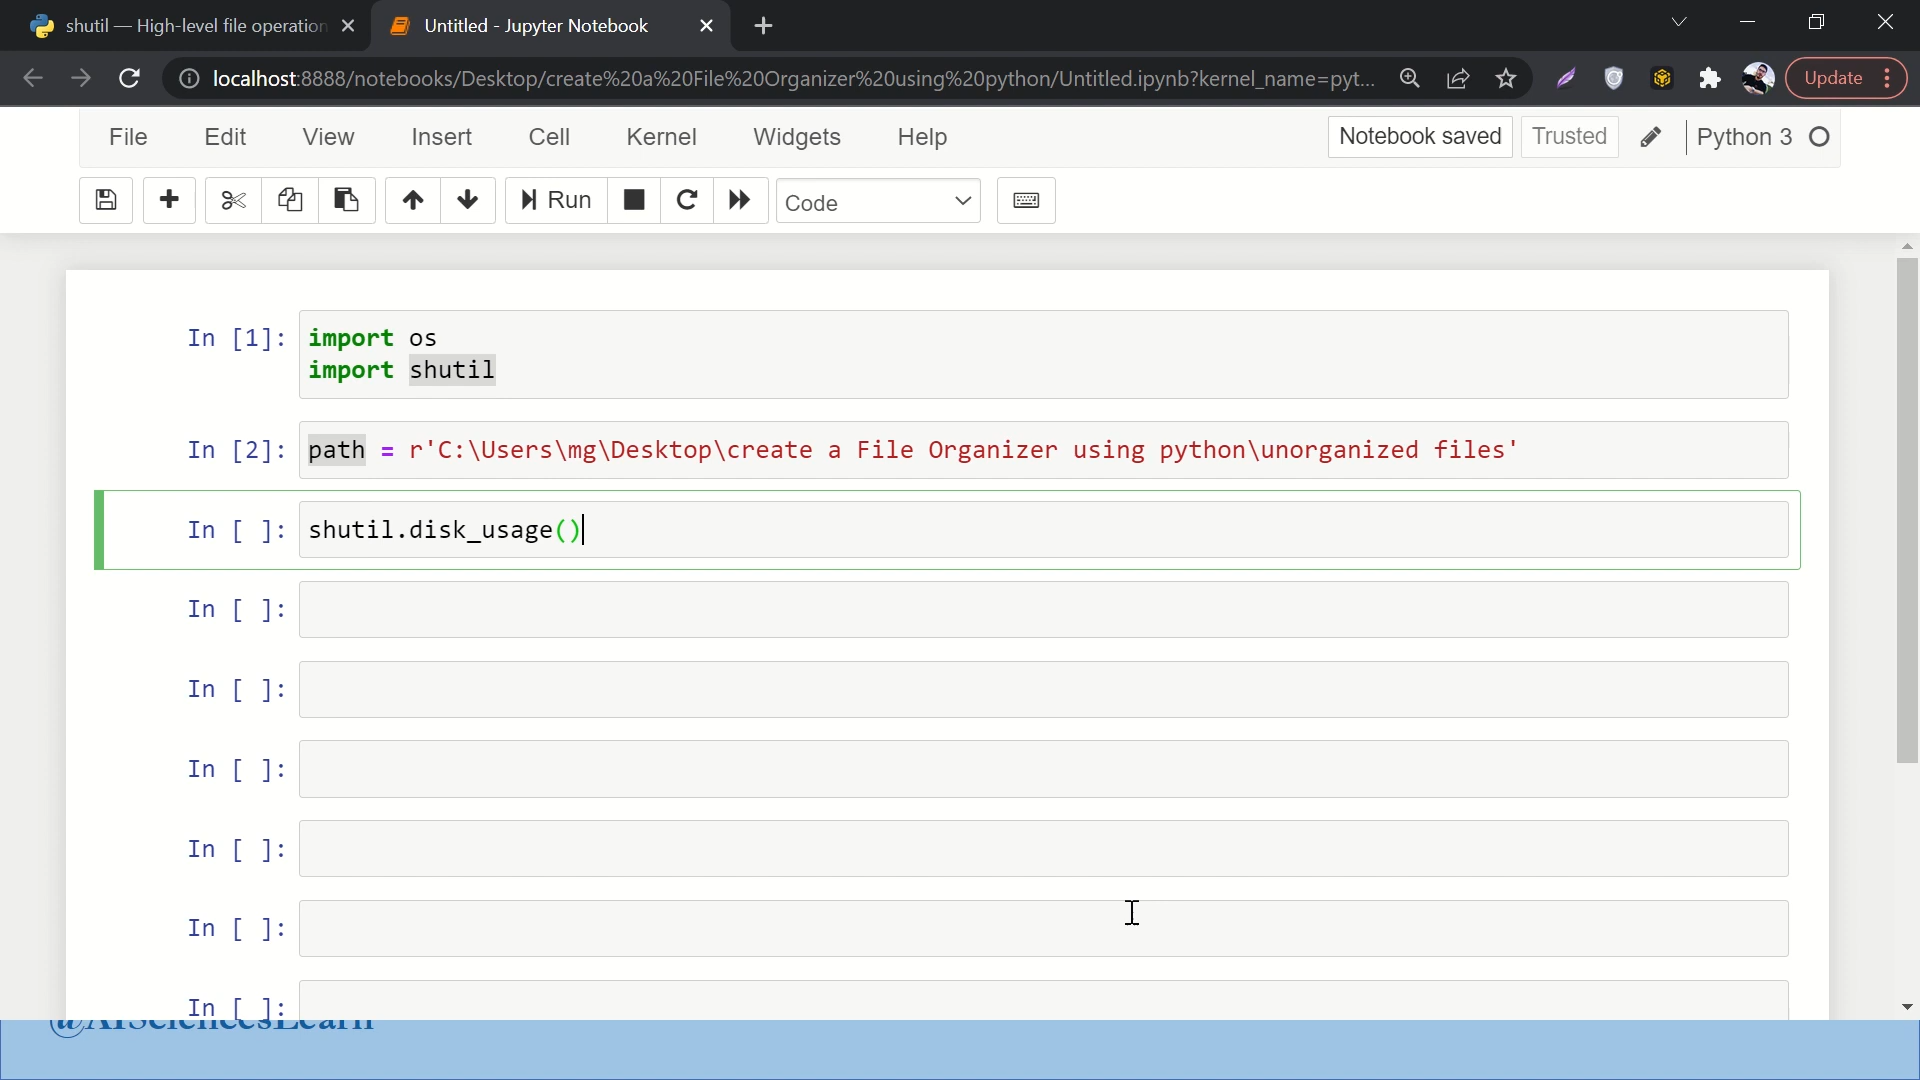 shutil — High-level file operation
Untitled - Jupyter Notebook
localhost:8888/notebooks/Desktop/create%20a%20File%20Organizer%20using%20python/Untitled.ipynb?kernel_name=pyt...
Update
File Edit View Insert Cell Kernel Widgets Help
Notebook saved Trusted Python 3
Run Code
In [1]: import os
import shutil
In [2]: path = r'C:\Users\mg\Desktop\create a File Organizer using python\unorganized files'
In [ ]: shutil.disk_usage()
In [ ]:
In [ ]:
In [ ]:
In [ ]:
In [ ]:
In [ ]:
@AISciencesLearn